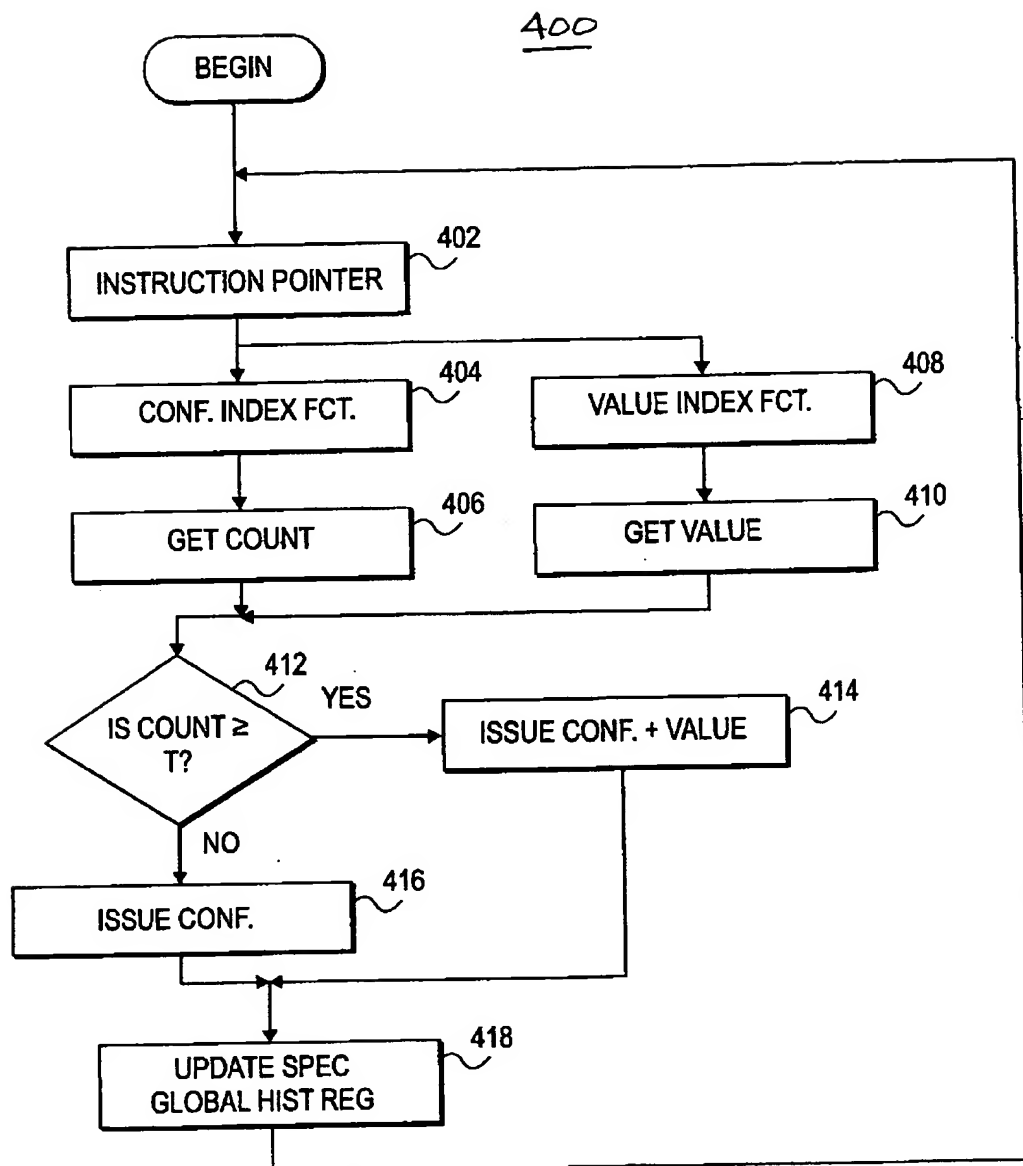 400
BEGIN
402
INSTRUCTION POINTER
404
CONF. INDEX FCT.
408
VALUE INDEX FCT.
406
GET COUNT
410
GET VALUE
412
IS COUNT ≥
T?
YES
414
ISSUE CONF. + VALUE
NO
416
ISSUE CONF.
418
UPDATE SPEC
GLOBAL HIST REG